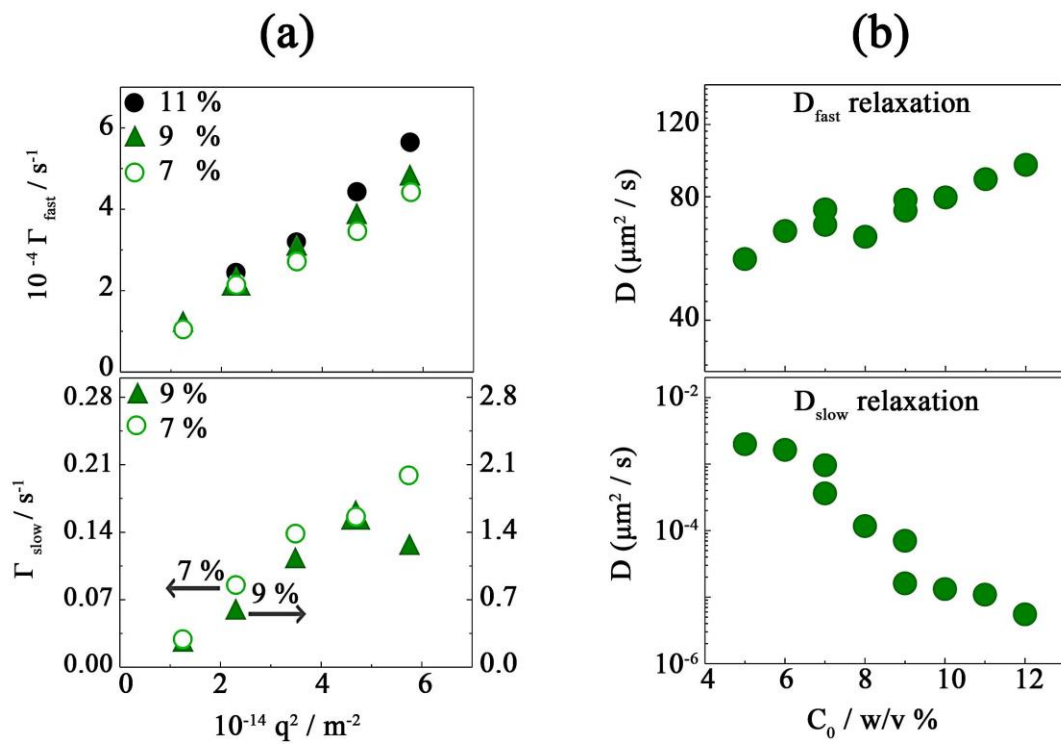 (a)
(b)
11 %
9 %
7 %
6
4
2
0
10⁻⁴ Γfast / s⁻¹
9 %
7 %
0.28
0.21
0.14
0.07
0.00
2.8
2.1
1.4
0.7
0.0
Γslow / s⁻¹
7 %
9 %
0 2 4 6
10⁻¹⁴ q² / m⁻²
Dfast relaxation
120
80
40
D (μm² / s)
Dslow relaxation
10⁻²
10⁻⁴
10⁻⁶
D (μm² / s)
4 6 8 10 12
C₀ / w/v %